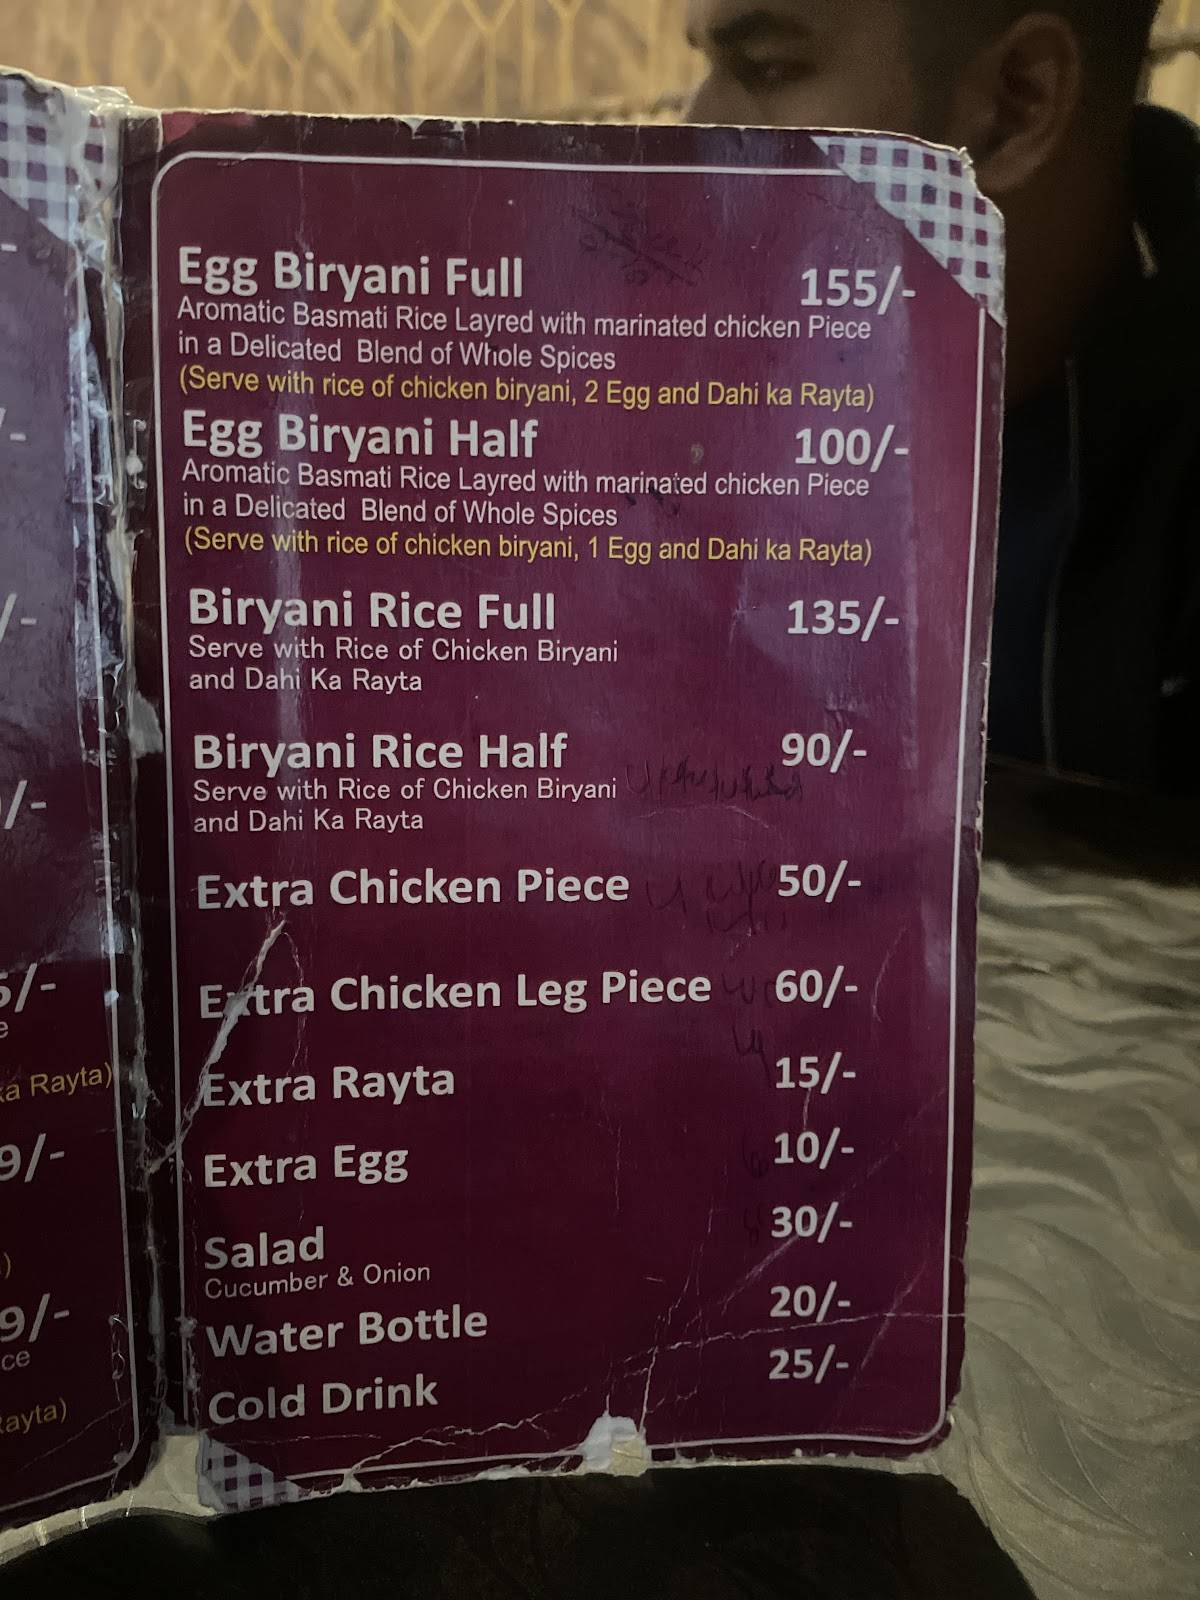 Egg Biryani Full 155/-
Aromatic Basmati Rice Layred with marinated chicken Piece
in a Delicated Blend of Whole Spices
(Serve with rice of chicken biryani, 2 Egg and Dahi ka Rayta)
Egg Biryani Half 100/-
Aromatic Basmati Rice Layred with marinated chicken Piece
in a Delicated Blend of Whole Spices
(Serve with rice of chicken biryani, 1 Egg and Dahi ka Rayta)
Biryani Rice Full 135/-
Serve with Rice of Chicken Biryani
and Dahi Ka Rayta
Biryani Rice Half 90/-
Serve with Rice of Chicken Biryani
and Dahi Ka Rayta
Extra Chicken Piece 50/-
Extra Chicken Leg Piece 60/-
Extra Rayta 15/-
Extra Egg 10/-
Salad 30/-
Cucumber & Onion
Water Bottle 20/-
Cold Drink 25/-
ka Rayta)
9/-
9/-